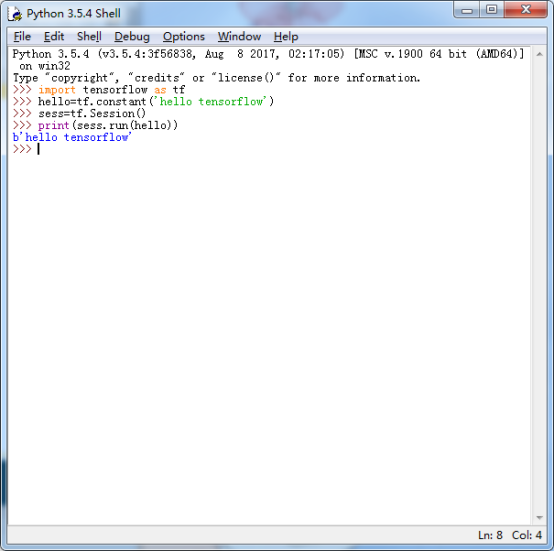 Python 3.5.4 Shell
File Edit Shell Debug Options Window Help
Python 3.5.4 (v3.5.4:3f56838, Aug  8 2017, 02:17:05) [MSC v.1900 64 bit (AMD64)]
 on win32
Type "copyright", "credits" or "license()" for more information.
>>> import tensorflow as tf
>>> hello=tf.constant('hello tensorflow')
>>> sess=tf.Session()
>>> print(sess.run(hello))
b'hello tensorflow'
>>>
Ln: 8 Col: 4